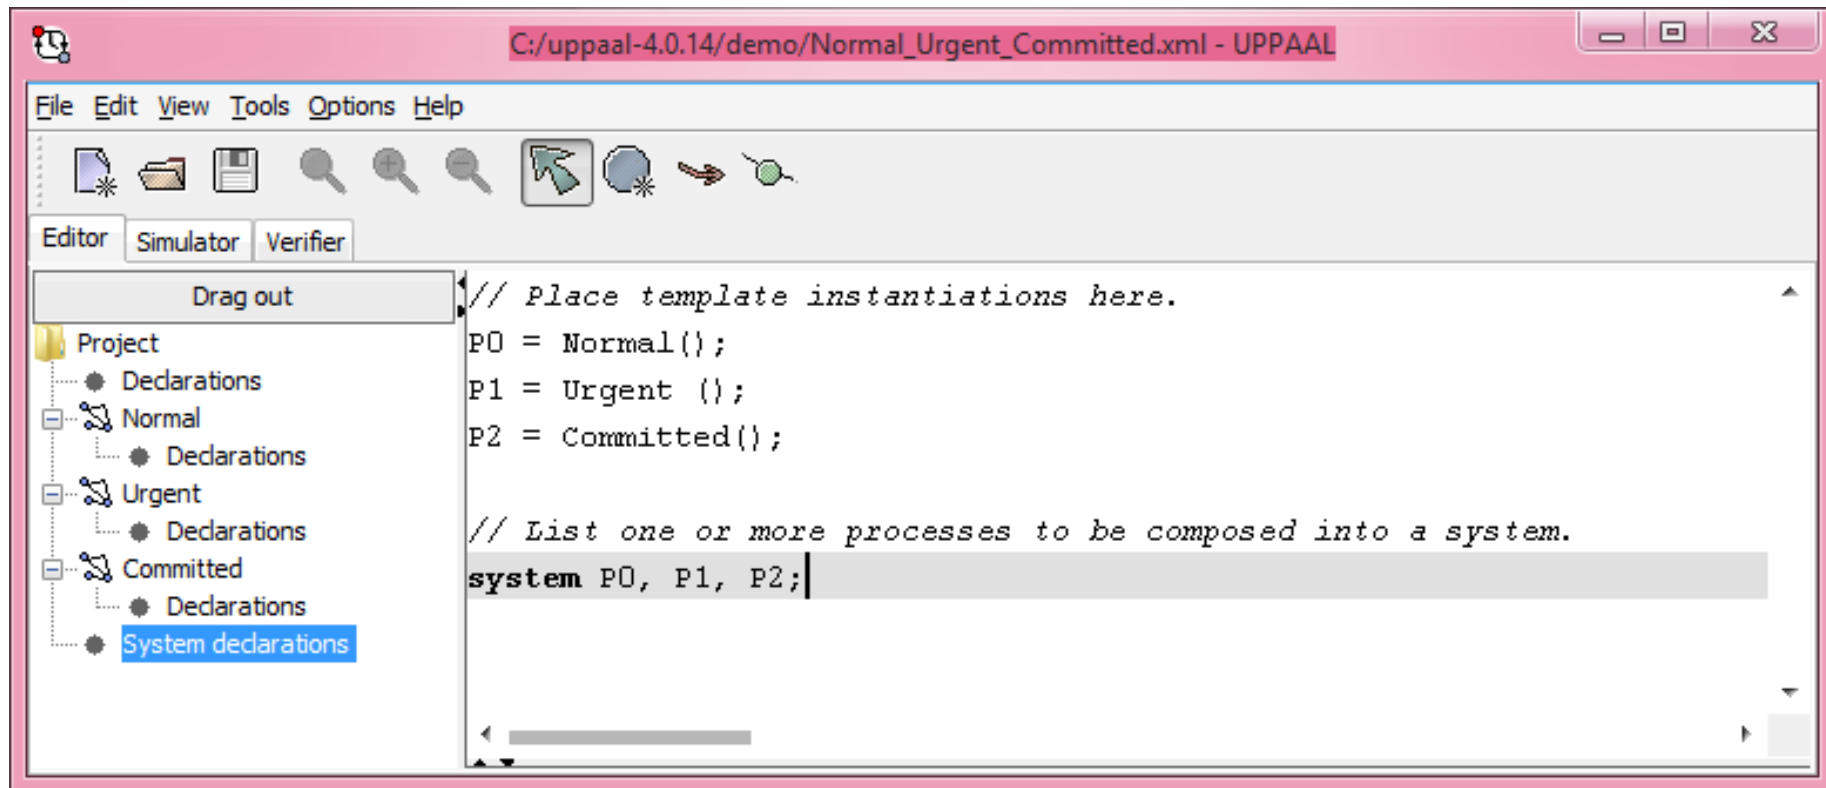 C:/uppaal-4.0.14/demo/Normal_Urgent_Committed.xml - UPPAAL
File Edit View Tools Options Help
Editor Simulator Verifier
Drag out
Project
Declarations
Normal
Declarations
Urgent
Declarations
Committed
Declarations
System declarations
// Place template instantiations here.
P0 = Normal();
P1 = Urgent ();
P2 = Committed();
// List one or more processes to be composed into a system.
system P0, P1, P2;